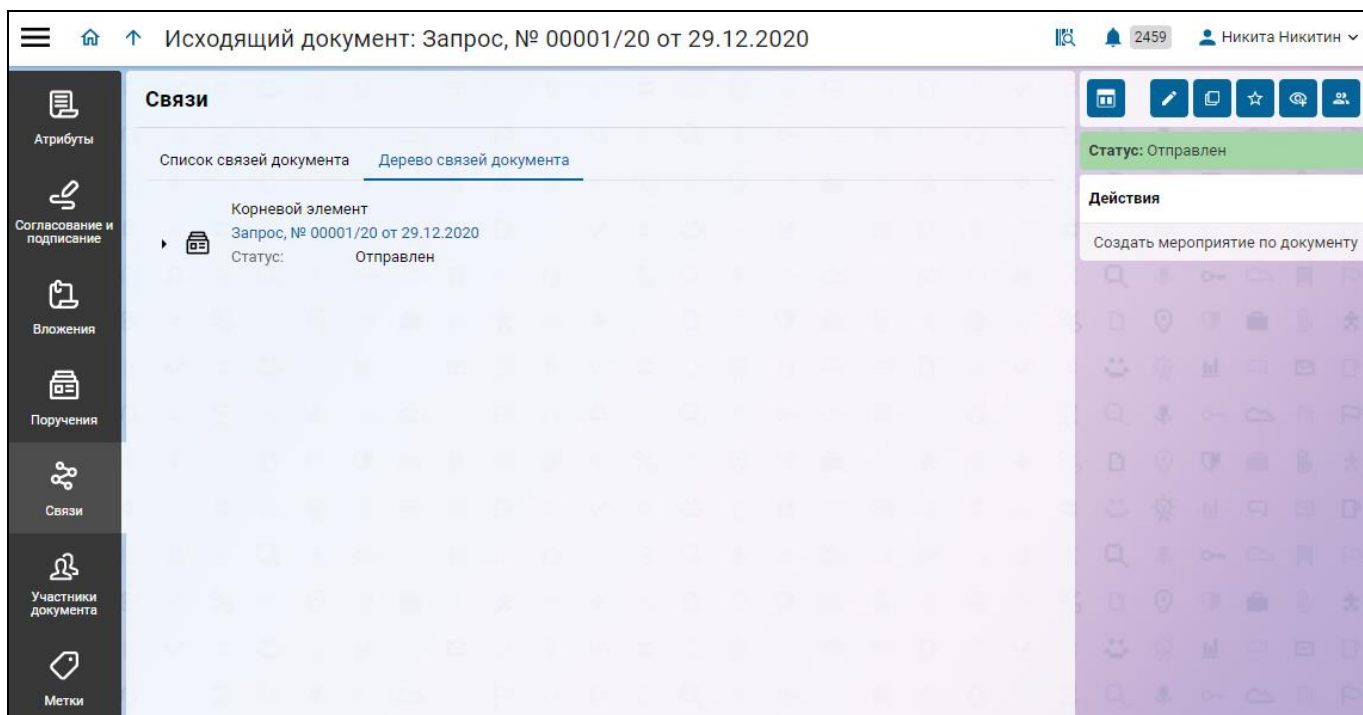 Исходящий документ: Запрос, № 00001/20 от 29.12.2020
2459
Никита Никитин
Атрибуты
Согласование и
подписание
Вложения
Поручения
Связи
Участники
документа
Метки
Связи
Список связей документа
Дерево связей документа
Корневой элемент
Запрос, № 00001/20 от 29.12.2020
Статус: Отправлен
Статус: Отправлен
Действия
Создать мероприятие по документу